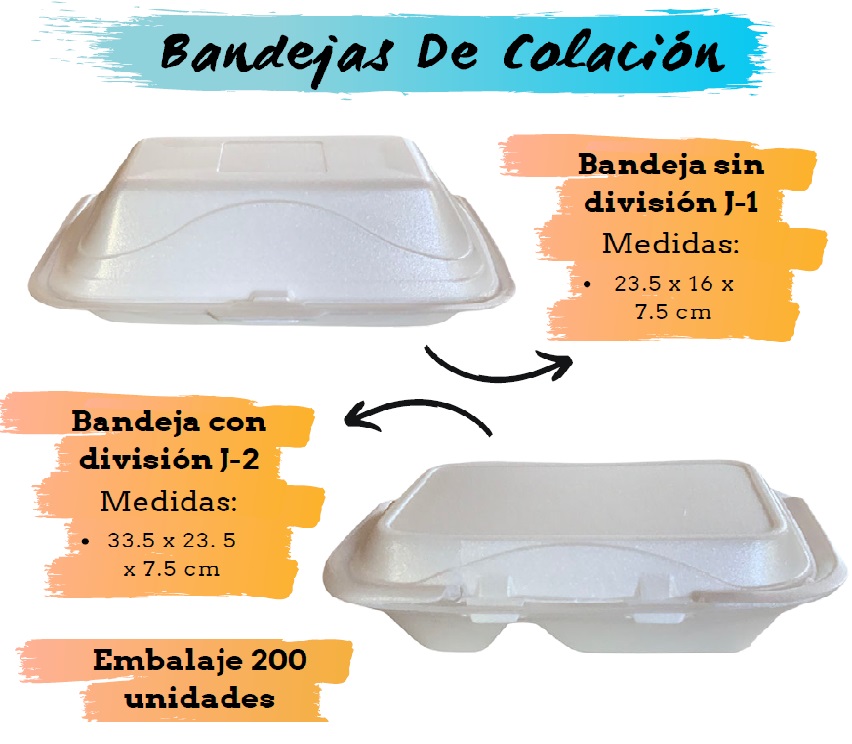 Bandejas De Colación
Bandeja sin
división J-1
Medidas:
• 23.5 x 16 x
7.5 cm
Bandeja con
división J-2
Medidas:
• 33.5 x 23. 5
x 7.5 cm
Embalaje 200
unidades